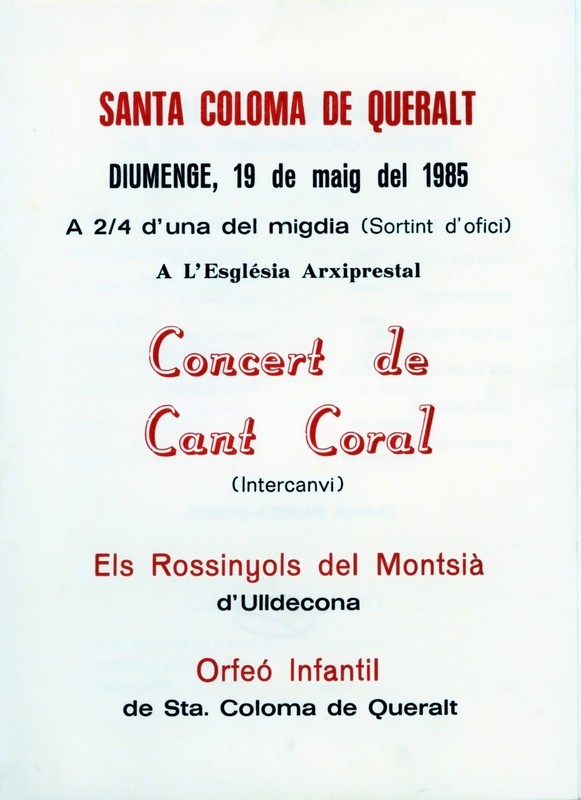 SANTA COLOMA DE QUERALT
DIUMENGE, 19 de maig del 1985
A 2/4 d'una del migdia (Sortint d'ofici)
A L'Església Arxiprestal
Concert de
Cant Coral
(Intercanvi)
Els Rossinyols del Montsià
d'Ulldecona
Orfeó Infantil
de Sta. Coloma de Queralt